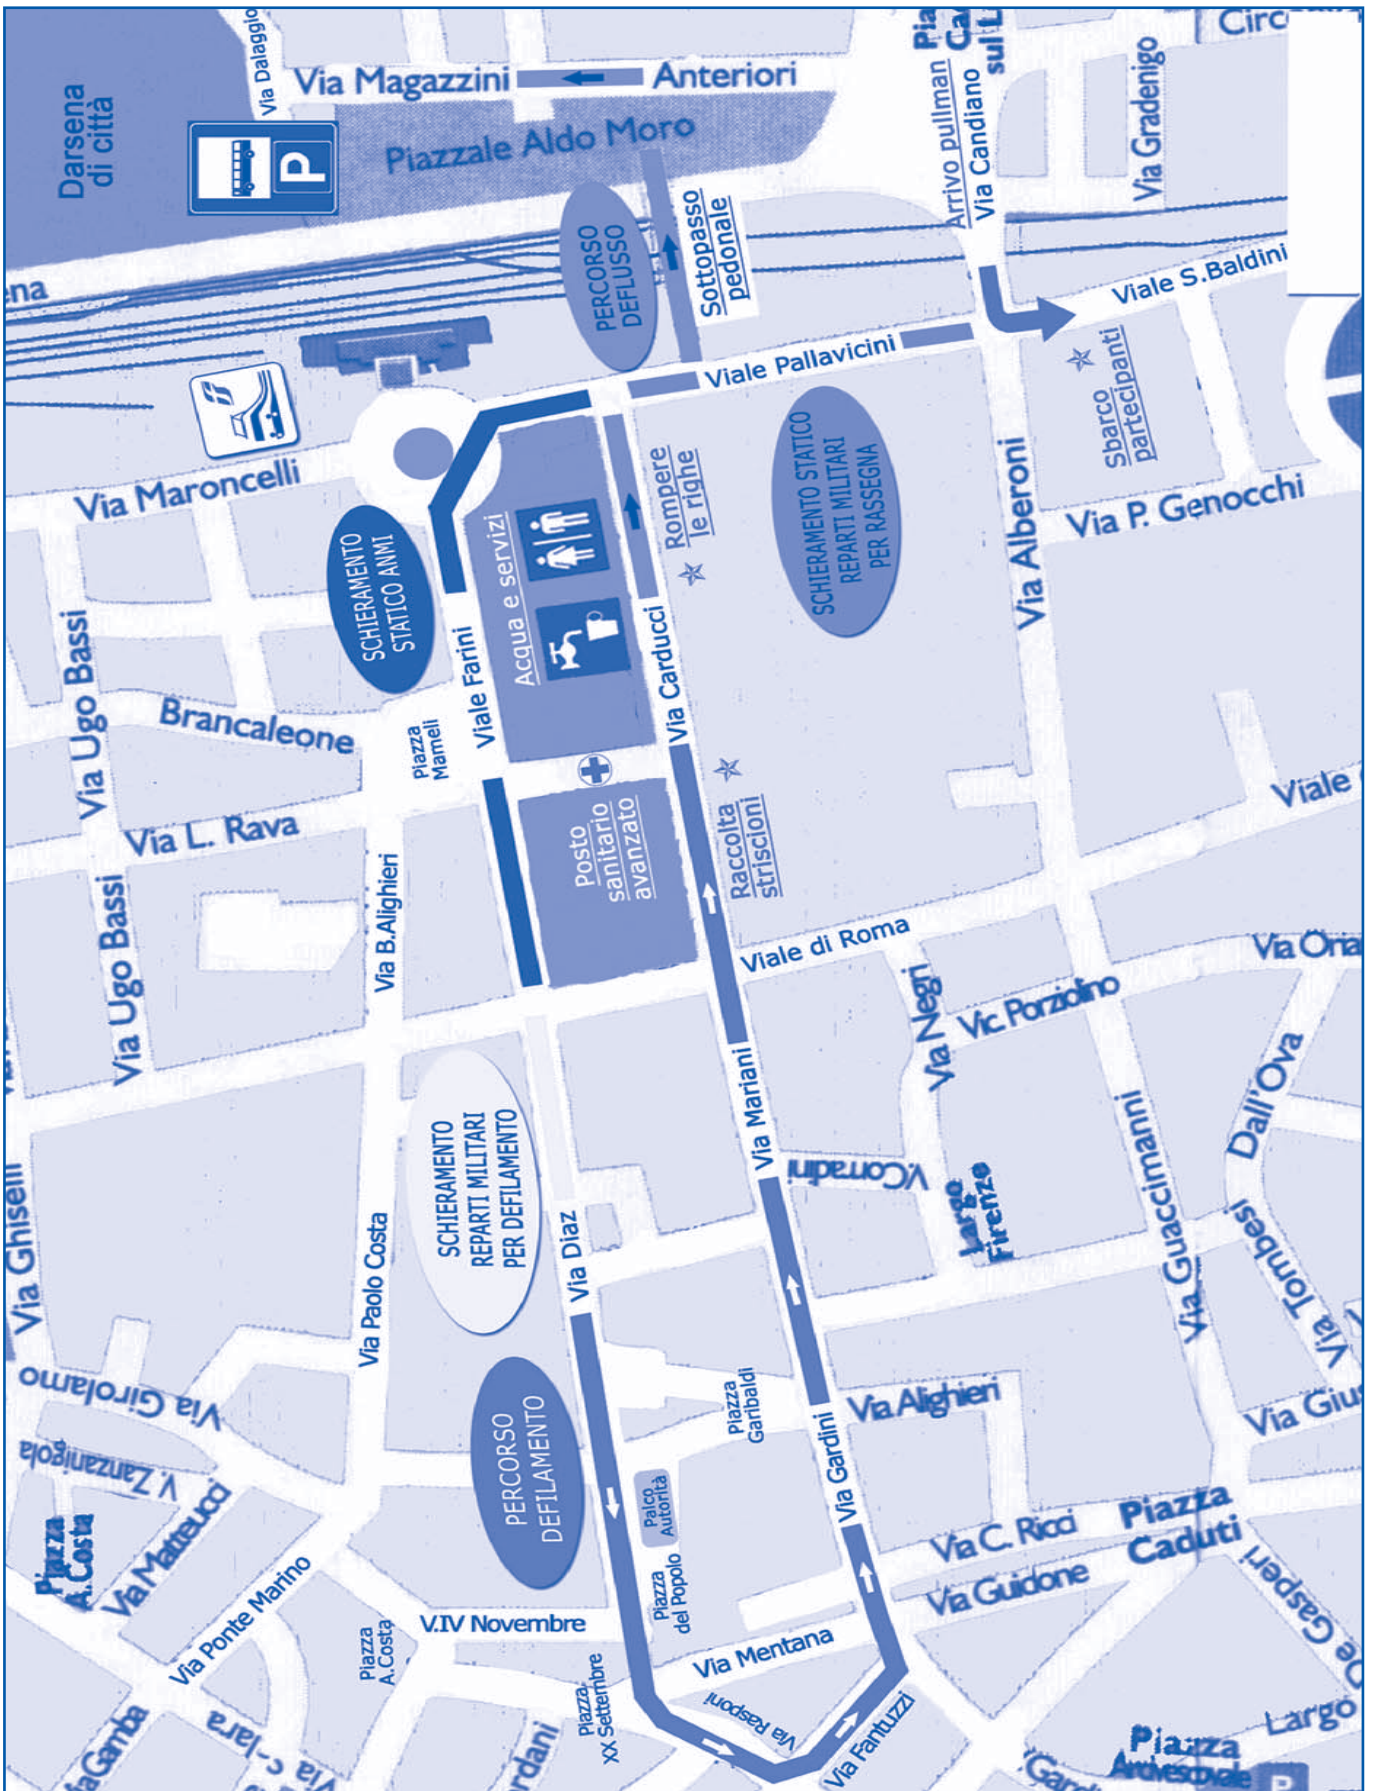 Darsena
di città
Via Dalaggio
Via Magazzini
Anteriori
Piazzale Aldo Moro
P
Arrivo pullman
Via Candiano
Via Gradenigo
PERCORSO
DEFLUSSO
Sottopasso
pedonale
Viale S.Baldini
Viale Pallavicini
Sbarco
partecipanti
Via Maroncelli
Via Alberoni
Via P. Genocchi
SCHIERAMENTO
STATICO ANMI
Acqua e servizi
Rompere
le righe
SCHIERAMENTO STATICO
REPARTI MILITARI
PER RASSEGNA
Via Ugo Bassi
Brancaleone
Piazza
Mameli
Viale Farini
Via Carducci
Via L. Rava
Via Ugo Bassi
Via B.Alighieri
Posto
sanitario
avanzato
Raccolta
striscioni
Viale
Viale di Roma
Via Negri
Vic. Porziolino
Via Oria
SCHIERAMENTO
REPARTI MILITARI
PER DEFILAMENTO
Via Mariani
V.Corradini
Largo
Firenze
Via Guaccimanni
Dall'Ova
Via Tombesi
Via Ghiselli
Via Paolo Costa
Via Diaz
Via Girolamo
V. Zanzanigola
PERCORSO
DEFILAMENTO
Piazza
Garibaldi
Via Alighieri
Via Gardini
Via Giu
Piazza
A.Costa
Via Matteucci
Via Ponte Marino
Palco
Autorità
Piazza
del Popolo
Via C. Ricci
Via Guidone
Piazza
Caduti
De Gasperi
V.IV Novembre
Piazza
A.Costa
Piazza
XX Settembre
Via Mentana
Via Rasponi
Via Fantuzzi
Largo
Piazza
Arcivescovale
P